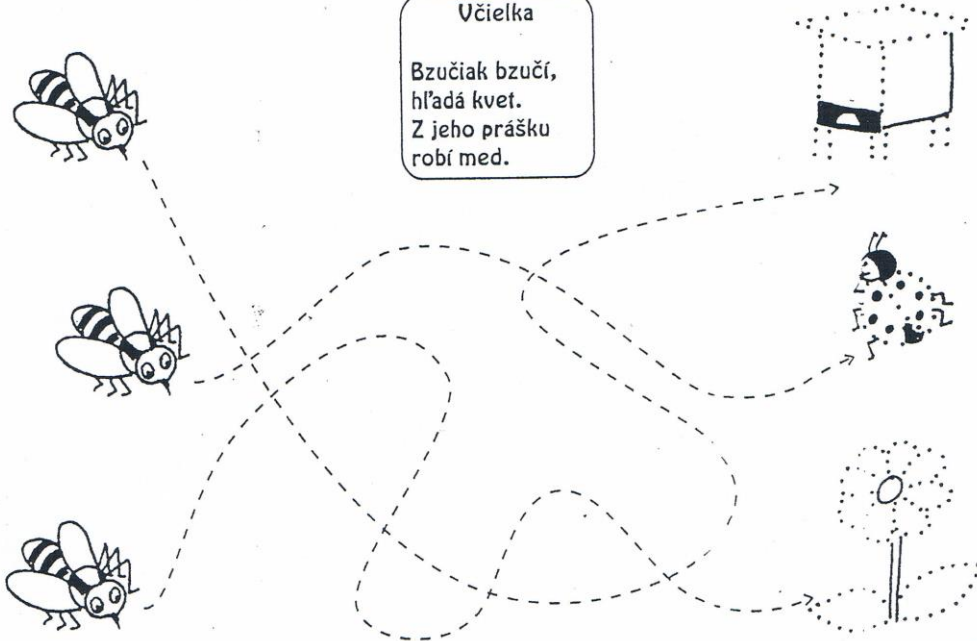 Včielka
Bzučiak bzučí,
hľadá kvet.
Z jeho prášku
robí med.